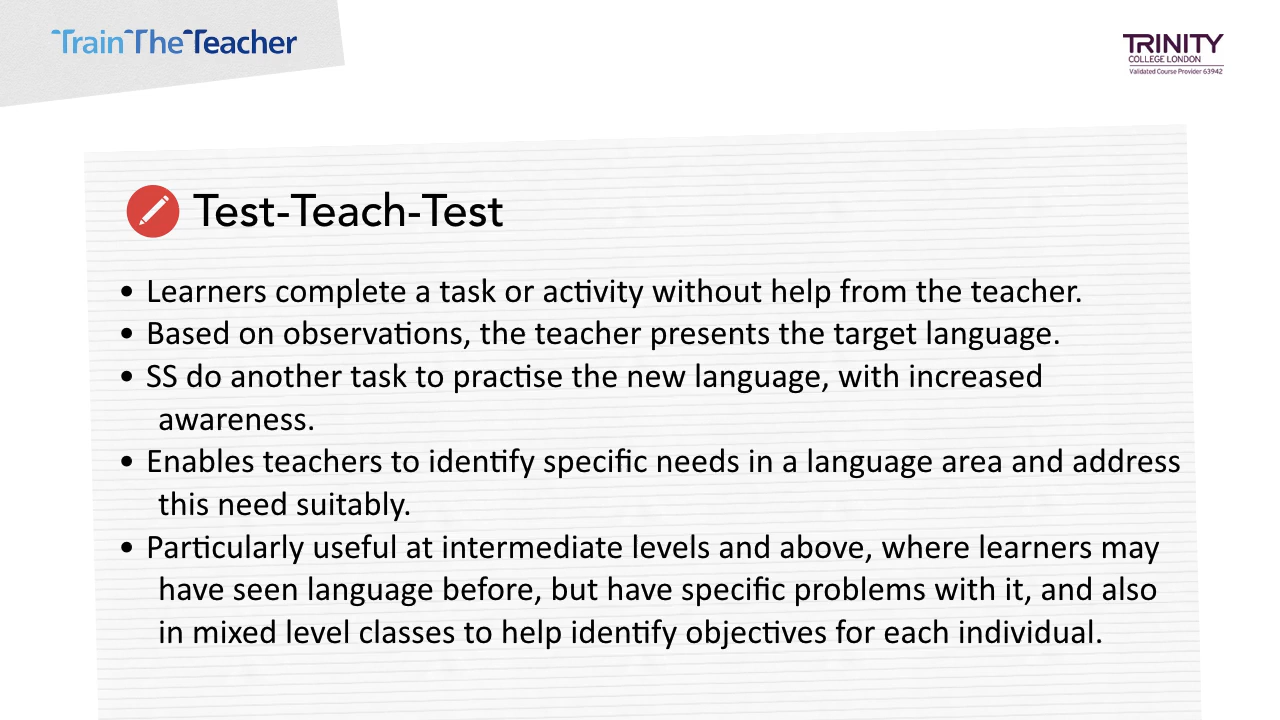 TrainTheTeacher
TRINITY
COLLEGE LONDON
Validated Course Provider 63942
Test-Teach-Test
• Learners complete a task or activity without help from the teacher.
• Based on observations, the teacher presents the target language.
• SS do another task to practise the new language, with increased
awareness.
• Enables teachers to identify specific needs in a language area and address
this need suitably.
• Particularly useful at intermediate levels and above, where learners may
have seen language before, but have specific problems with it, and also
in mixed level classes to help identify objectives for each individual.